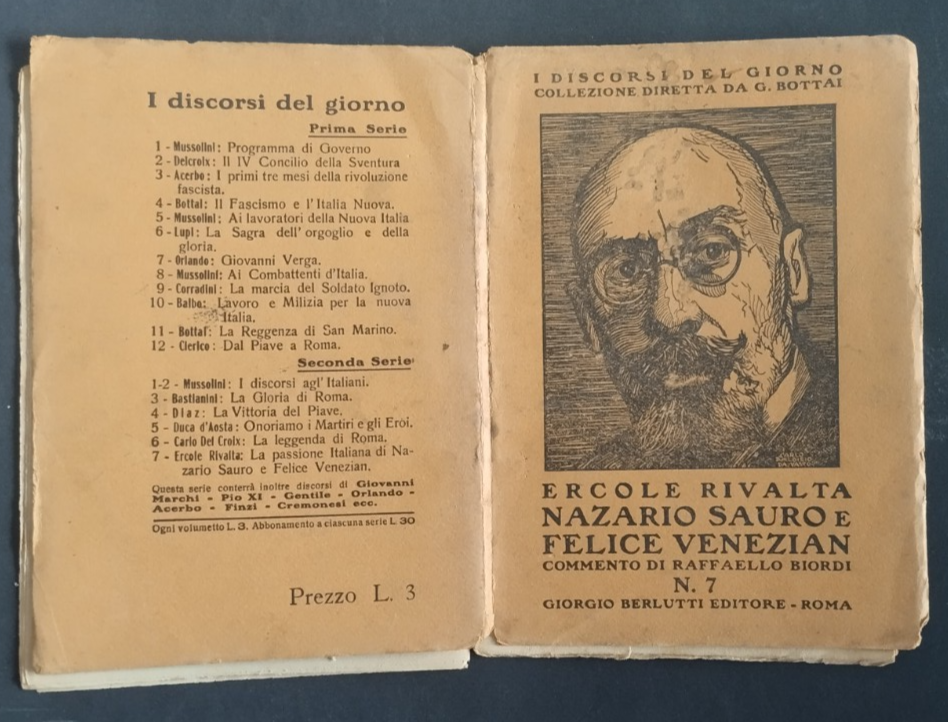 I discorsi del giorno
Prima Serie
1 - Mussolini: Programma di Governo
2 - Delcroix: Il IV Concilio della Sventura
3 - Acerbo: I primi tre mesi della rivoluzione
fascista.
4 - Bottai: Il Fascismo e l'Italia Nuova.
5 - Mussolini: Ai lavoratori della Nuova Italia
6 - Lupi: La Sagra dell'orgoglio e della
gloria.
7 - Orlando: Giovanni Verga.
8 - Mussolini: Ai Combattenti d'Italia.
9 - Corradini: La marcia del Soldato Ignoto.
10 - Balbo: Lavoro e Milizia per la nuova
Italia.
11 - Bottai: La Reggenza di San Marino.
12 - Clerico: Dal Piave a Roma.
Seconda Serie
1-2 - Mussolini: I discorsi agl'Italiani.
3 - Bastianini: La Gloria di Roma.
4 - Diaz: La Vittoria del Piave.
5 - Duca d'Aosta: Onoriamo i Martiri e gli Eroi.
6 - Carlo Del Croix: La leggenda di Roma.
7 - Ercole Rivalta: La passione Italiana di Na-
zario Sauro e Felice Venezian.
Questa serie conterrà inoltre discorsi di Giovanni
Marchi - Pio XI - Gentile - Orlando -
Acerbo - Finzi - Cremonesi ecc.
Ogni volumetto L. 3. Abbonamento a ciascuna serie L 30
Prezzo L. 3
I DISCORSI DEL GIORNO
COLLEZIONE DIRETTA DA G. BOTTAI
ERCOLE RIVALTA
NAZARIO SAURO E
FELICE VENEZIAN
COMMENTO DI RAFFAELLO BIORDI
N. 7
GIORGIO BERLUTTI EDITORE - ROMA